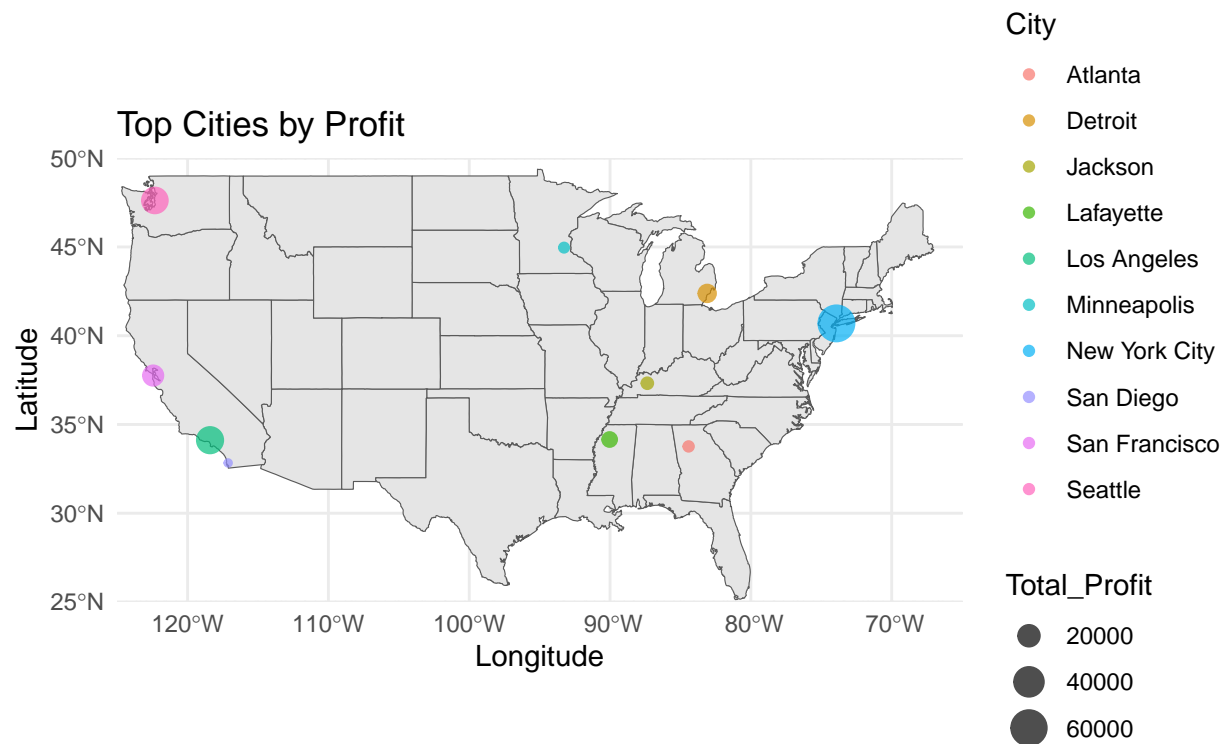 Top Cities by Profit
50°N
45°N
40°N
35°N
30°N
25°N
Latitude
120°W 110°W 100°W 90°W 80°W 70°W
Longitude
City
Atlanta
Detroit
Jackson
Lafayette
Los Angeles
Minneapolis
New York City
San Diego
San Francisco
Seattle
Total_Profit
20000
40000
60000